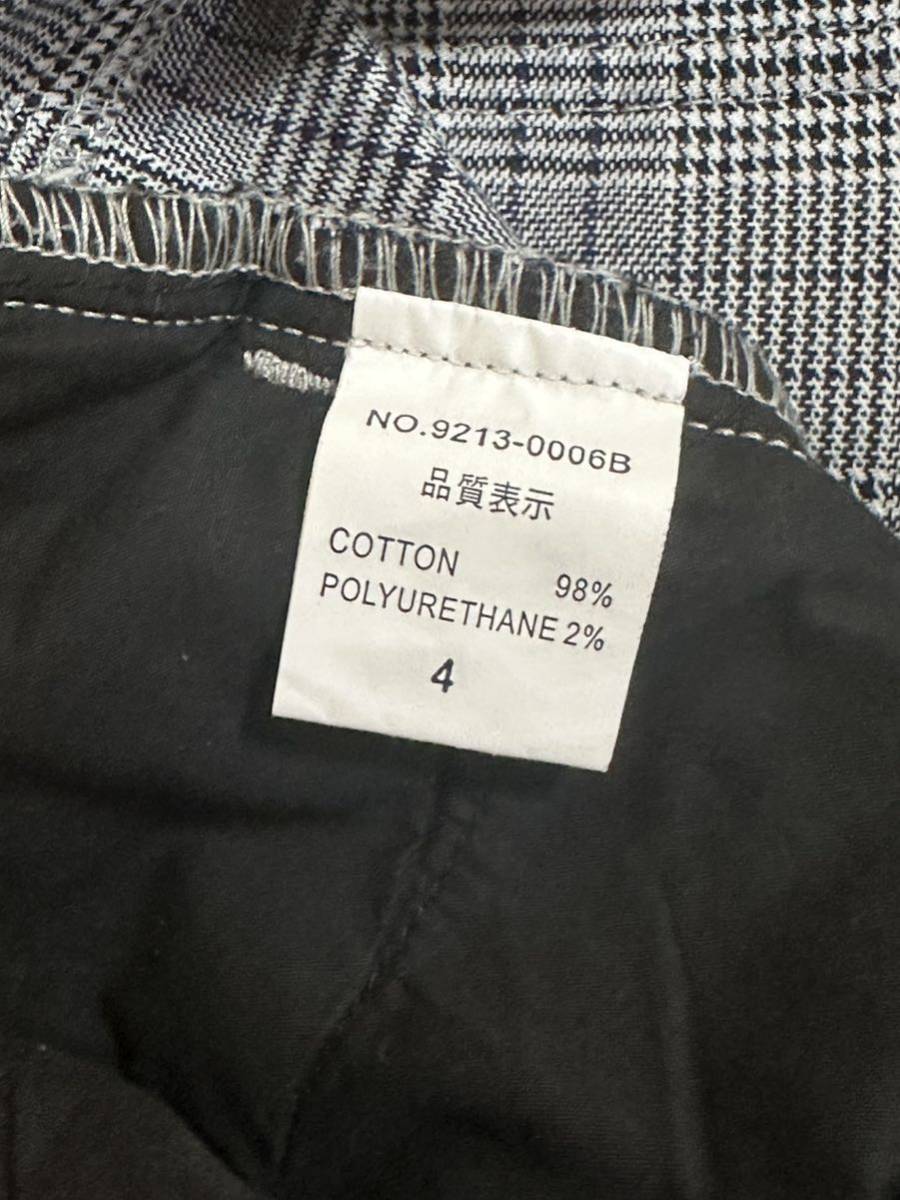 NO.9213-0006B
品質表示
COTTON 98%
POLYURETHANE 2%
4